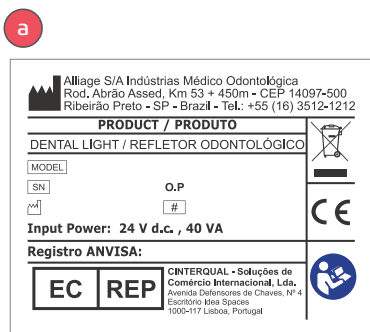 a
Alliage S/A Indústrias Médico Odontológica
Rod. Abrão Assed, Km 53 + 450m - CEP 14097-500
Ribeirão Preto - SP - Brazil - Tel.: +55 (16) 3512-1212
PRODUCT / PRODUTO
DENTAL LIGHT / REFLETOR ODONTOLÓGICO
MODEL
SN O.P
#
Input Power: 24 V d.c. , 40 VA
CE
Registro ANVISA:
EC REP
CINTERQUAL - Soluções de
Comércio Internacional, Lda.
Avenida Defensores de Chaves, Nº 4
Escritório Idea Spaces
1000-117 Lisboa, Portugal